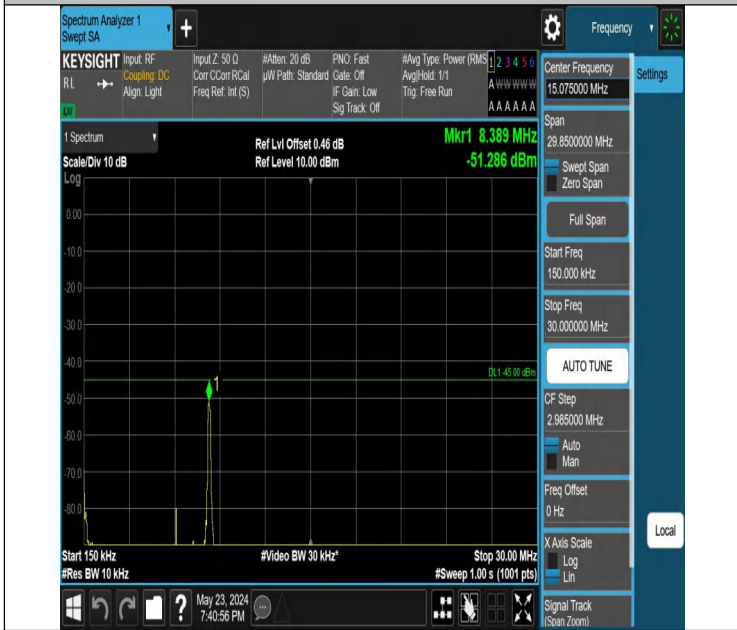 Spectrum Analyzer 1
Swept SA
+
Frequency
KEYSIGHT
RL
Input: RF
Coupling: DC
Align: Light
Input Z: 50 Ω
Corr CCorr RCal
Freq Ref: Int (S)
#Atten: 20 dB
µW Path: Standard
PNO: Fast
Gate: Off
IF Gain: Low
Sig Track: Off
#Avg Type: Power (RMS
Avg|Hold: 1/1
Trig: Free Run
1 2 3 4 5 6
A W W W W W
A A A A A A
1 Spectrum
Scale/Div 10 dB
Log
Ref Lvl Offset 0.46 dB
Ref Level 10.00 dBm
Mkr1 8.389 MHz
-51.286 dBm
0.00
-10.0
-20.0
-30.0
-40.0
-50.0
-60.0
-70.0
-80.0
DL1 -45.00 dBm
1
Start 150 kHz
#Res BW 10 kHz
#Video BW 30 kHz*
Stop 30.00 MHz
#Sweep 1.00 s (1001 pts)
Center Frequency
15.075000 MHz
Settings
Span
29.8500000 MHz
Swept Span
Zero Span
Full Span
Start Freq
150.000 kHz
Stop Freq
30.000000 MHz
AUTO TUNE
CF Step
2.985000 MHz
Auto
Man
Freq Offset
0 Hz
X Axis Scale
Log
Lin
Local
Signal Track
(Span Zoom)
?
May 23, 2024
7:40:56 PM